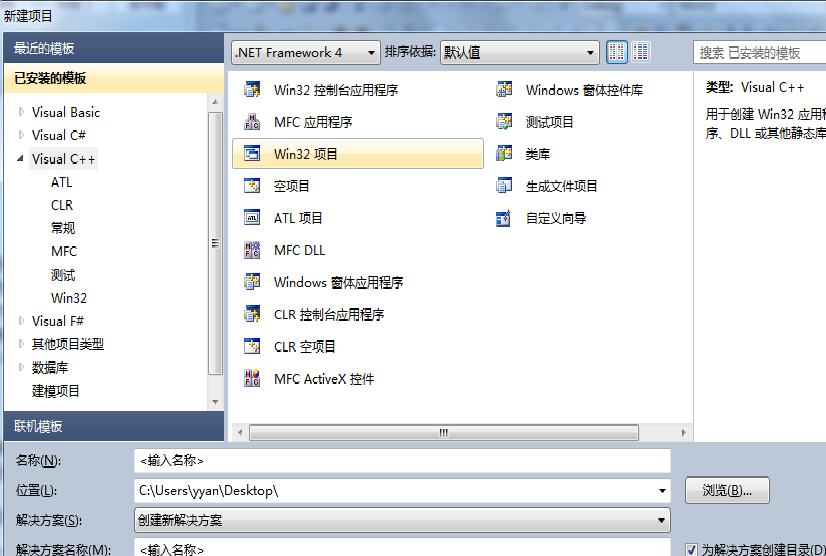 新建项目
最近的模板
.NET Framework 4 排序依据: 默认值
搜索 已安装的模板
已安装的模板
Visual Basic
Visual C#
Visual C++
ATL
CLR
常规
MFC
测试
Win32
Visual F#
其他项目类型
数据库
建模项目
联机模板
Win32 控制台应用程序
MFC 应用程序
Win32 项目
空项目
ATL 项目
MFC DLL
Windows 窗体应用程序
CLR 控制台应用程序
CLR 空项目
MFC ActiveX 控件
Windows 窗体控件库
测试项目
类库
生成文件项目
自定义向导
类型: Visual C++
用于创建 Win32 应用程
序、DLL 或其他静态库
名称(N): <输入名称>
位置(L): C:\Users\yyan\Desktop\ 浏览(B)...
解决方案(S): 创建新解决方案
解决方案名称(M): <输入名称> 为解决方案创建目录(D)